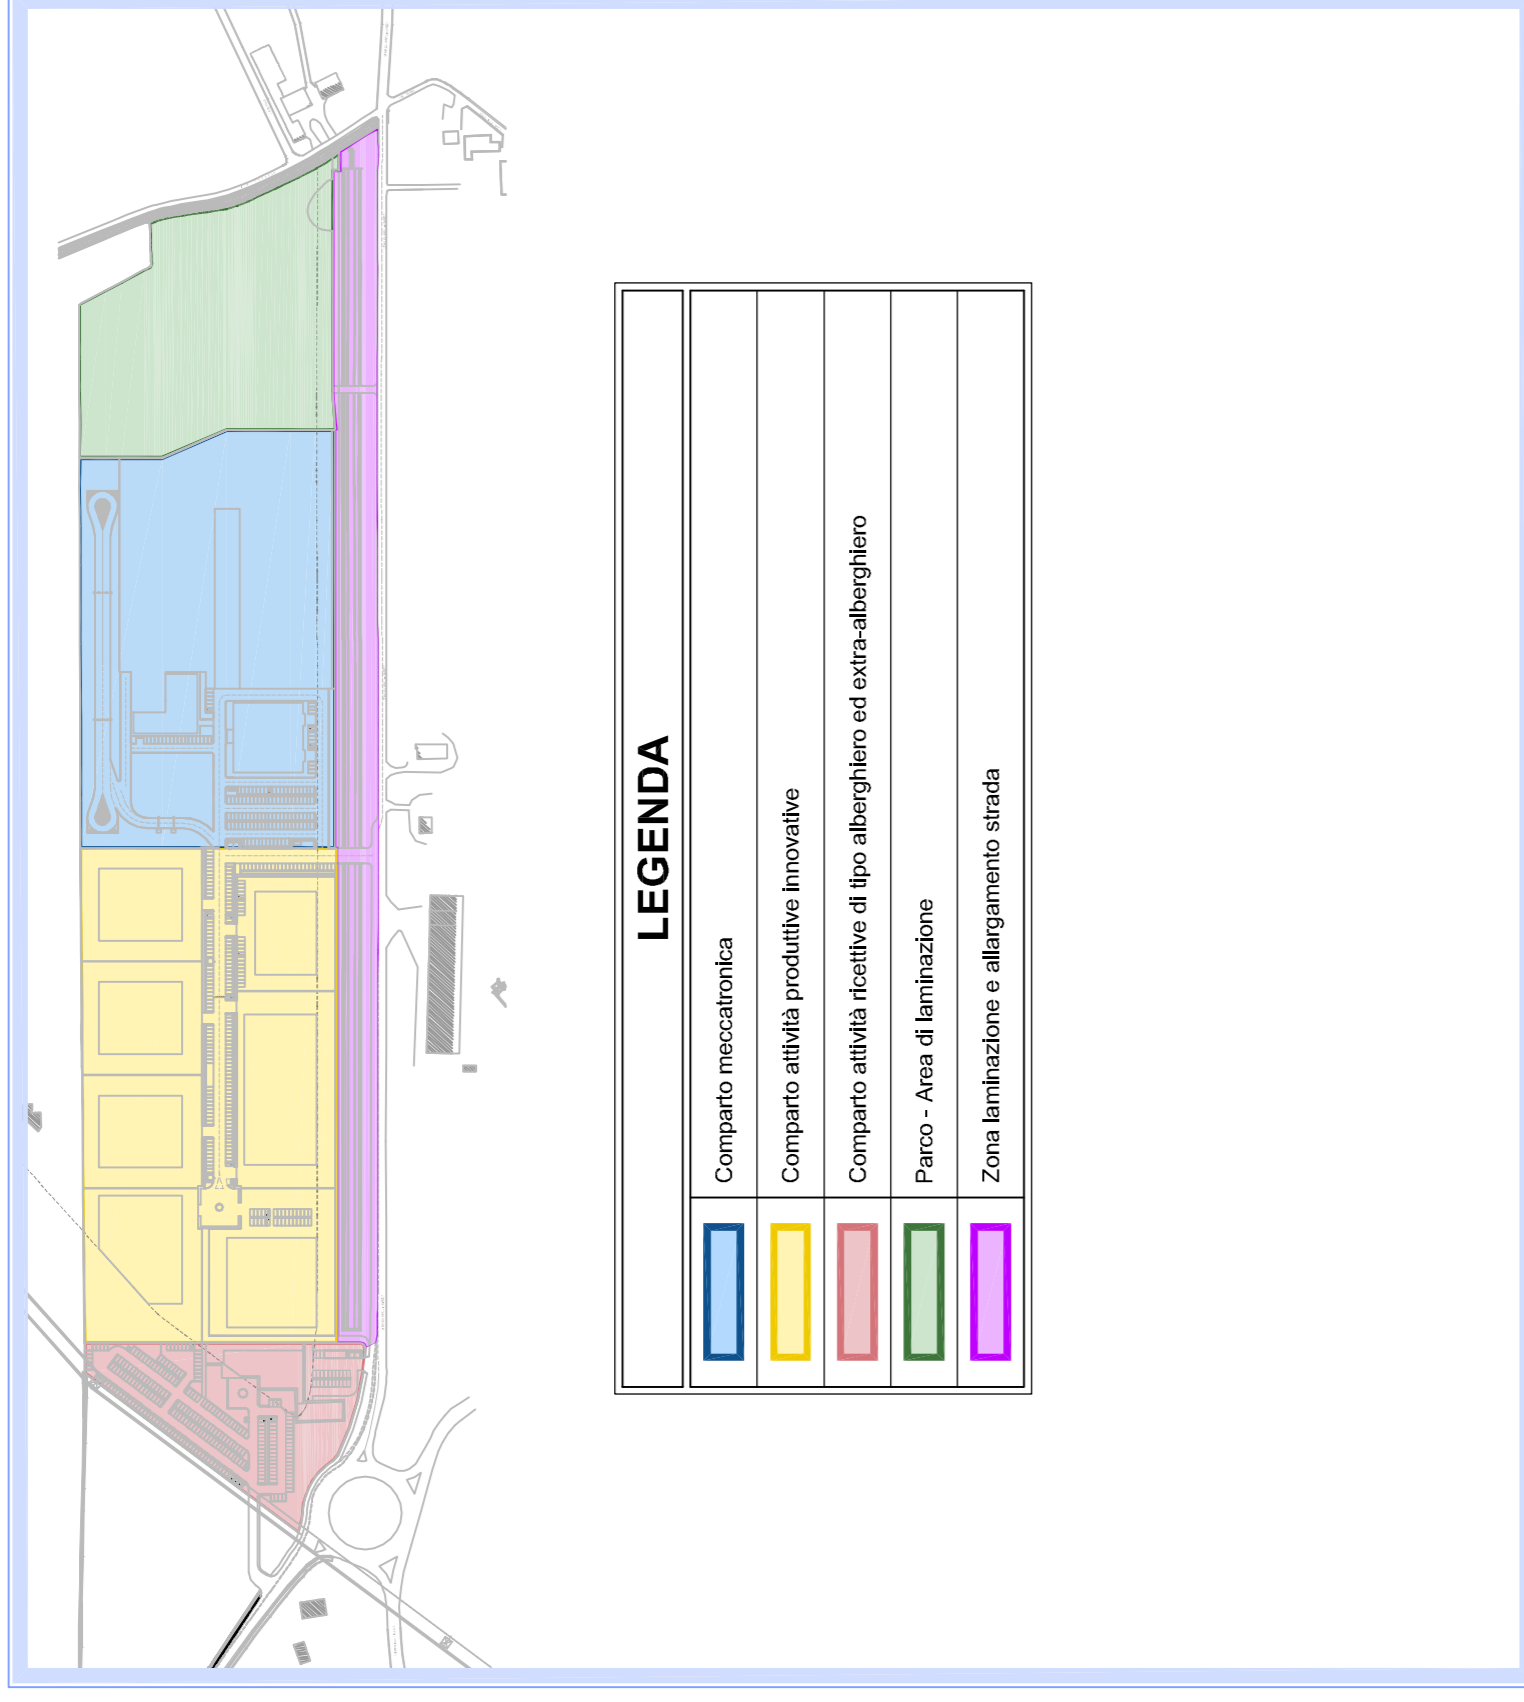 LEGENDA
Comparto meccatronica
Comparto attività produttive innovative
Comparto attività ricettive di tipo alberghiero ed extra-alberghiero
Parco - Area di laminazione
Zona laminazione e allargamento strada